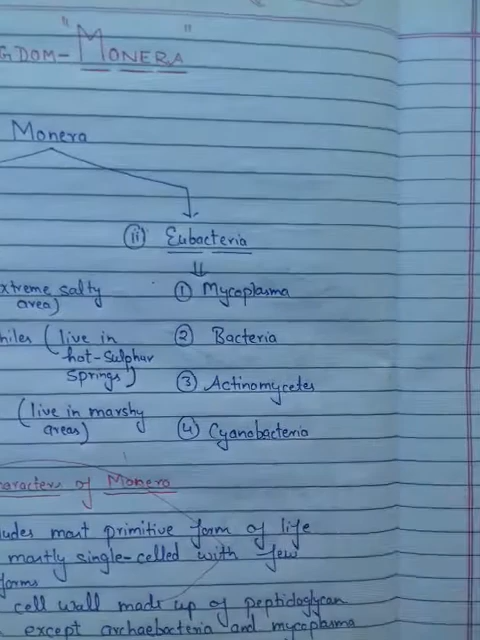 GDOM- "MONERA"
Monera
(ii) Eubacteria
xtreme salty ① Mycoplasma
area)
hiles (live in ② Bacteria
hot-Sulphur
Springs)
③ Actinomycetes
(live in marshy
areas) ④ Cyanobacteria
aracters of Monera
udes most primitive form of life
mostly single-celled with few
forms
cell wall made up of peptidoglycan
except archaebacteria and mycoplasma